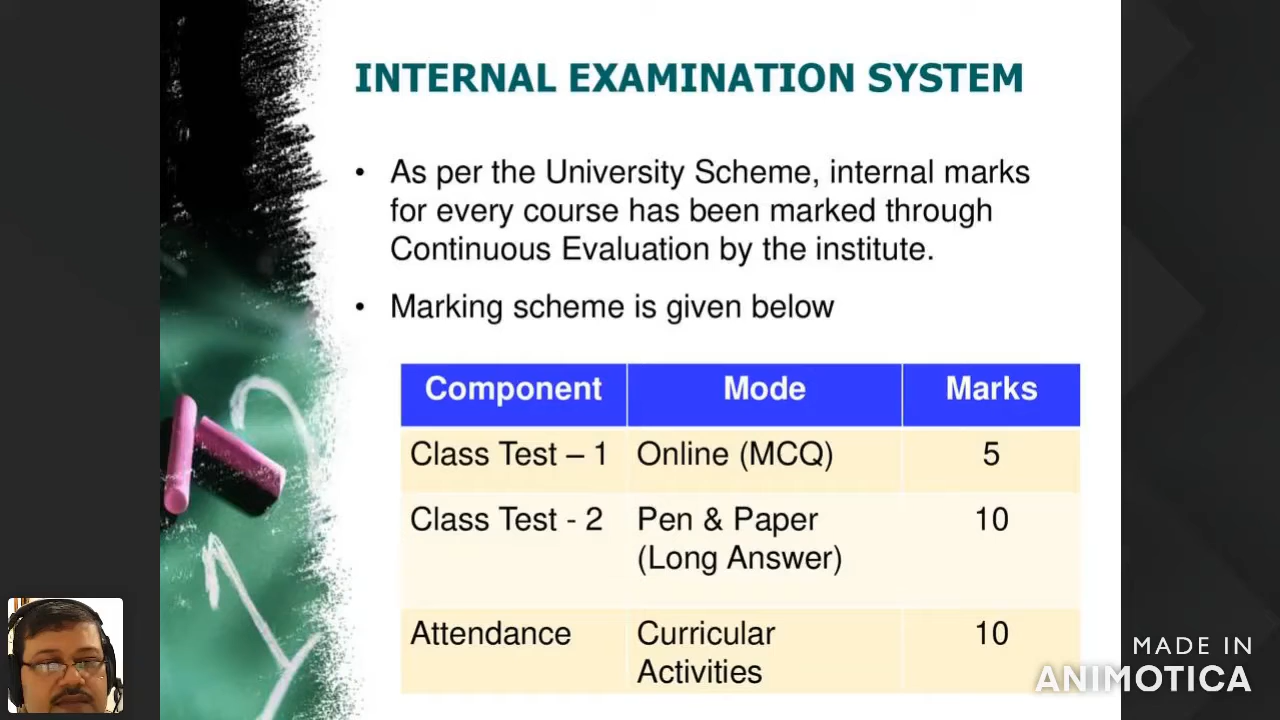 INTERNAL EXAMINATION SYSTEM
• As per the University Scheme, internal marks
for every course has been marked through
Continuous Evaluation by the institute.
• Marking scheme is given below
Component Mode Marks
Class Test – 1 Online (MCQ) 5
Class Test - 2 Pen & Paper 10
(Long Answer)
Attendance Curricular 10
Activities
MADE IN
ANIMOTICA